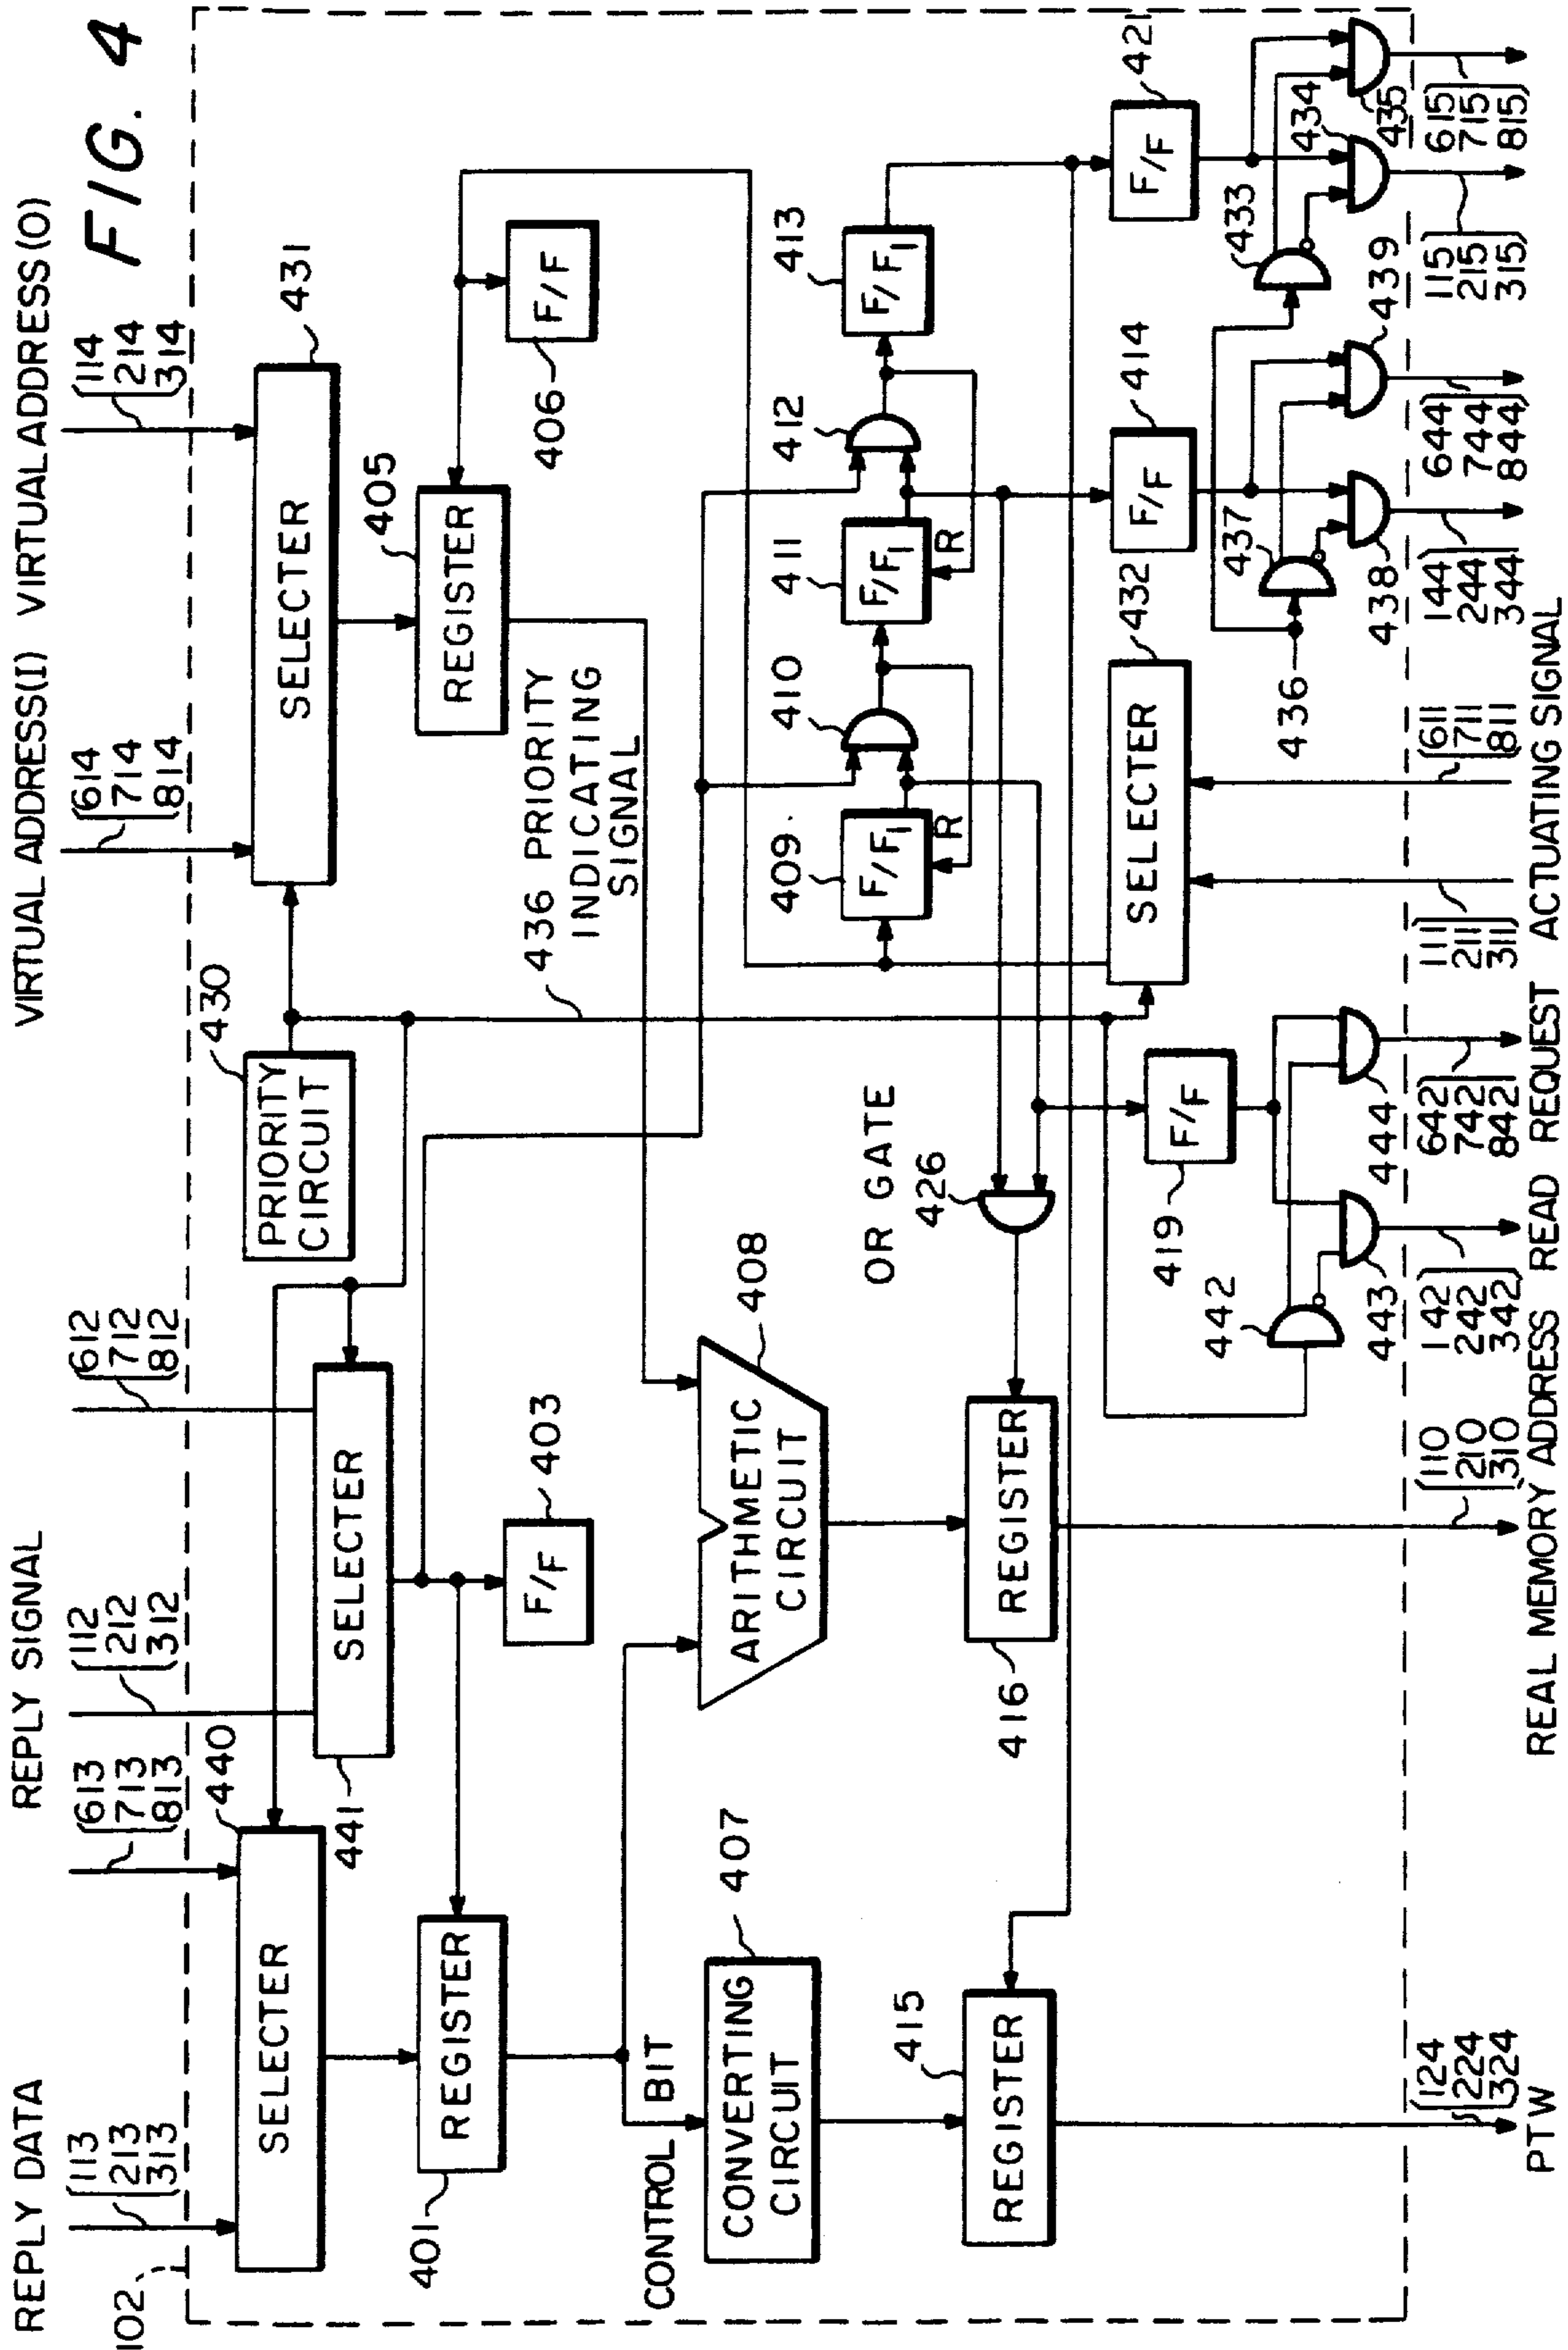 FIG. 4
REPLY DATA
REPLY SIGNAL
VIRTUAL ADDRESS(I)
VIRTUAL ADDRESS(O)
102
113
213
313
613
713
813
112
212
312
612
712
812
614
714
814
114
214
314
440
SELECTER
441
SELECTER
430
PRIORITY
CIRCUIT
431
SELECTER
401
REGISTER
403
F/F
405
REGISTER
406
F/F
436 PRIORITY
INDICATING
SIGNAL
CONTROL BIT
407
CONVERTING
CIRCUIT
408
ARITHMETIC
CIRCUIT
409
F/F1
R
410
411
F/F1
R
412
413
F/F1
OR GATE
426
415
REGISTER
416
REGISTER
419
F/F
432
SELECTER
414
F/F
421
F/F
442
443
444
436
437
438
439
433
434
435
124
224
324
PTW
110
210
310
REAL MEMORY ADDRESS
142
242
342
642
742
842
READ REQUEST
111
211
311
611
711
811
ACTUATING SIGNAL
144
244
344
644
744
844
115
215
315
615
715
815